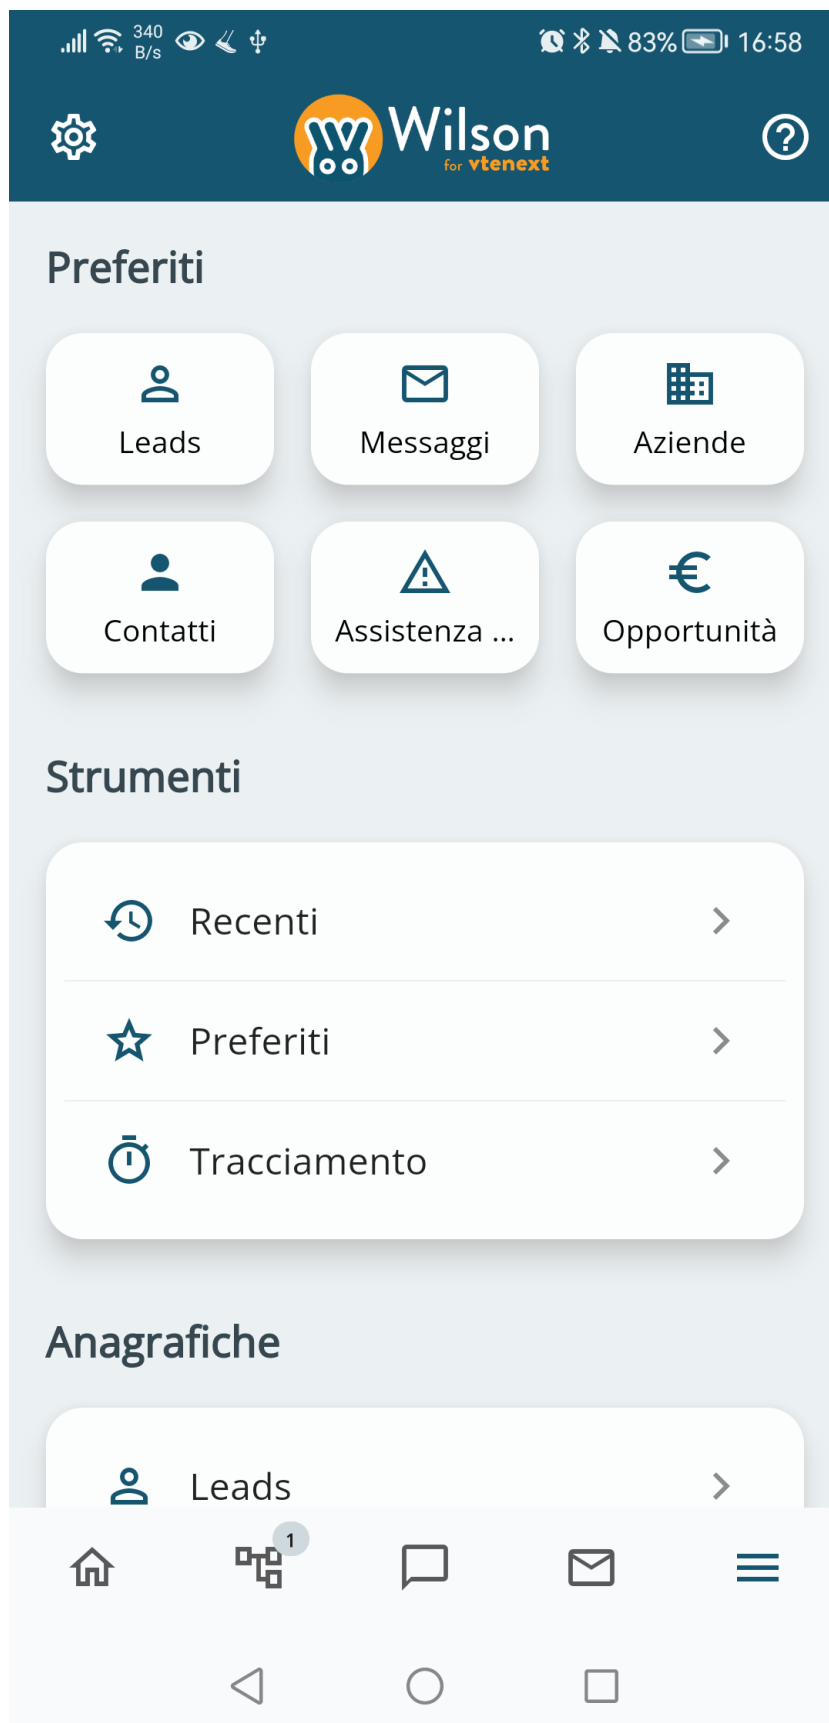 340
B/s
83%
16:58
Wilson
for vtenext
Preferiti
Leads
Messaggi
Aziende
Contatti
Assistenza ...
Opportunità
Strumenti
Recenti
Preferiti
Tracciamento
Anagrafiche
Leads
1